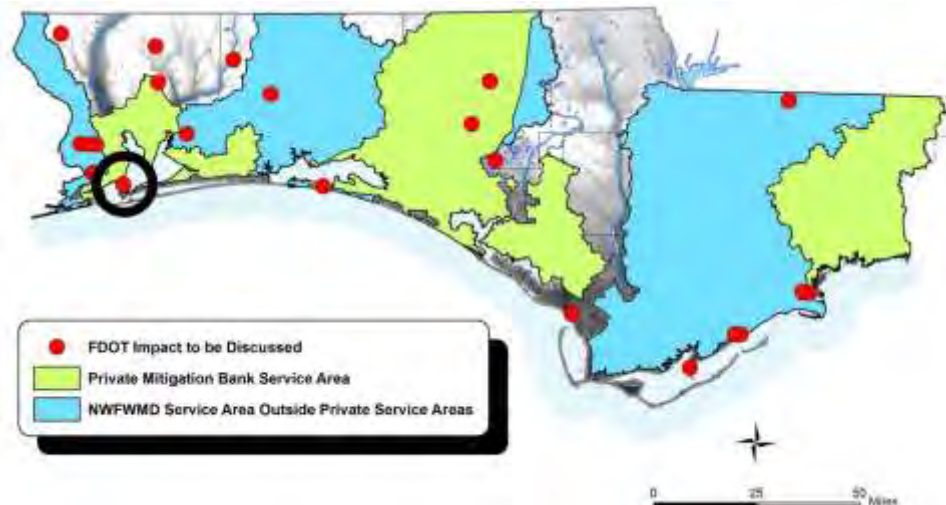 FDOT Impact to be Discussed
Private Mitigation Bank Service Area
NWFWMD Service Area Outside Private Service Areas
0 25 50 Miles